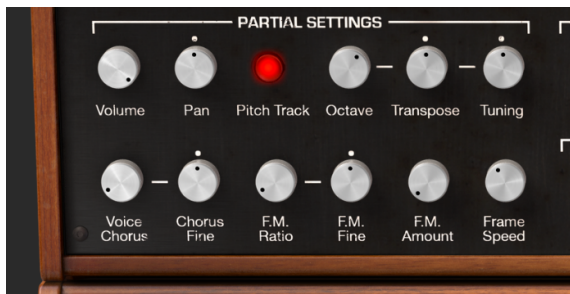 PARTIAL SETTINGS
Volume Pan Pitch Track Octave Transpose Tuning
Voice Chorus F.M. F.M. F.M. Frame
Chorus Fine Ratio Fine Amount Speed